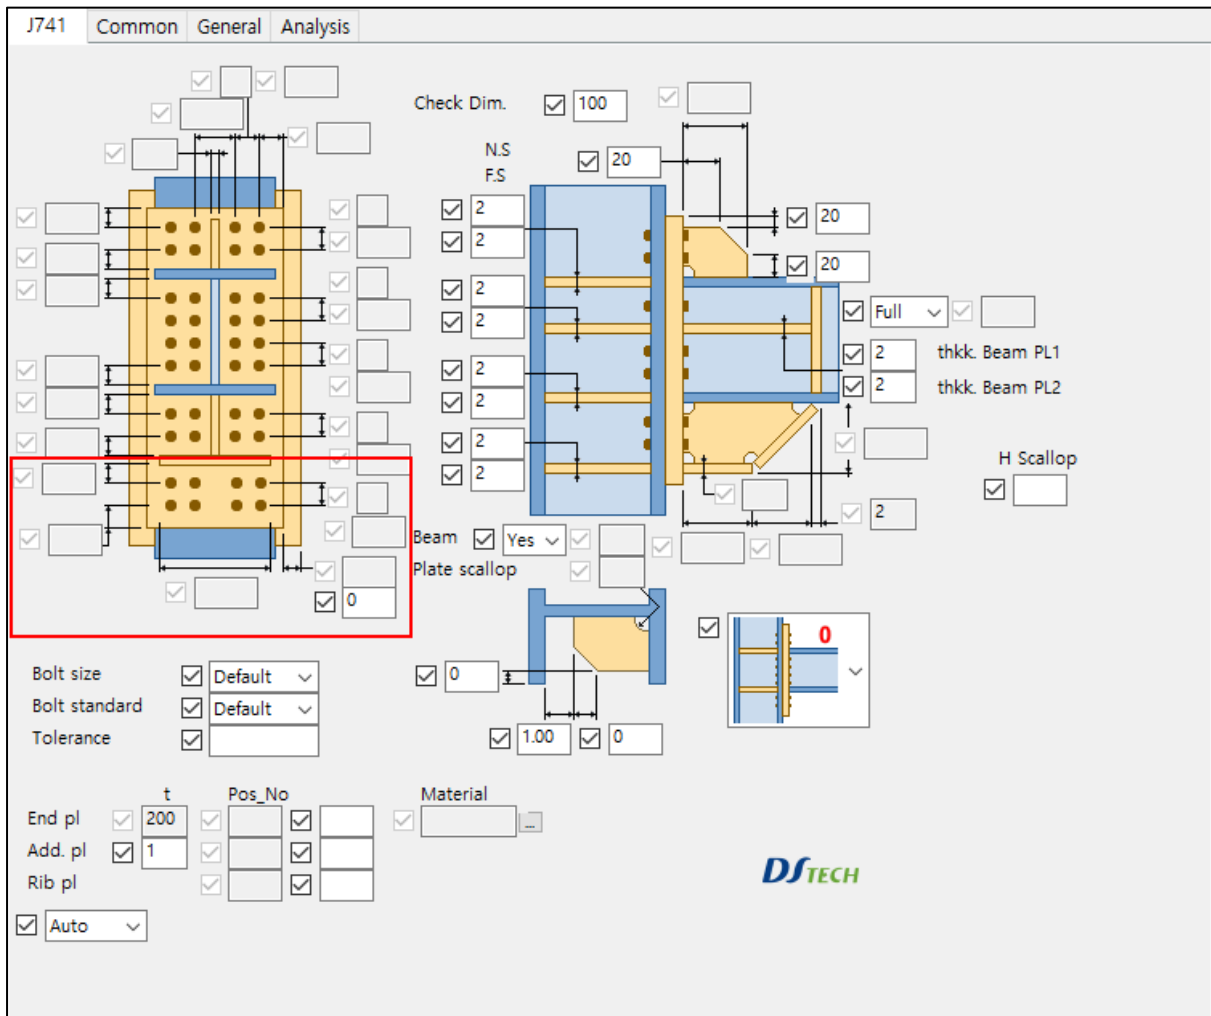 J741 Common General Analysis
Check Dim. 100
N.S
F.S
20
2
20
2
20
2
Full
2
2 thkk. Beam PL1
2
2 thkk. Beam PL2
2
2
H Scallop
2
2
Beam Yes
Plate scallop
0
0
Bolt size Default
0
Bolt standard Default
Tolerance
1.00 0
t Pos_No Material
End pl 200 ...
Add. pl 1
Rib pl
DSTECH
Auto